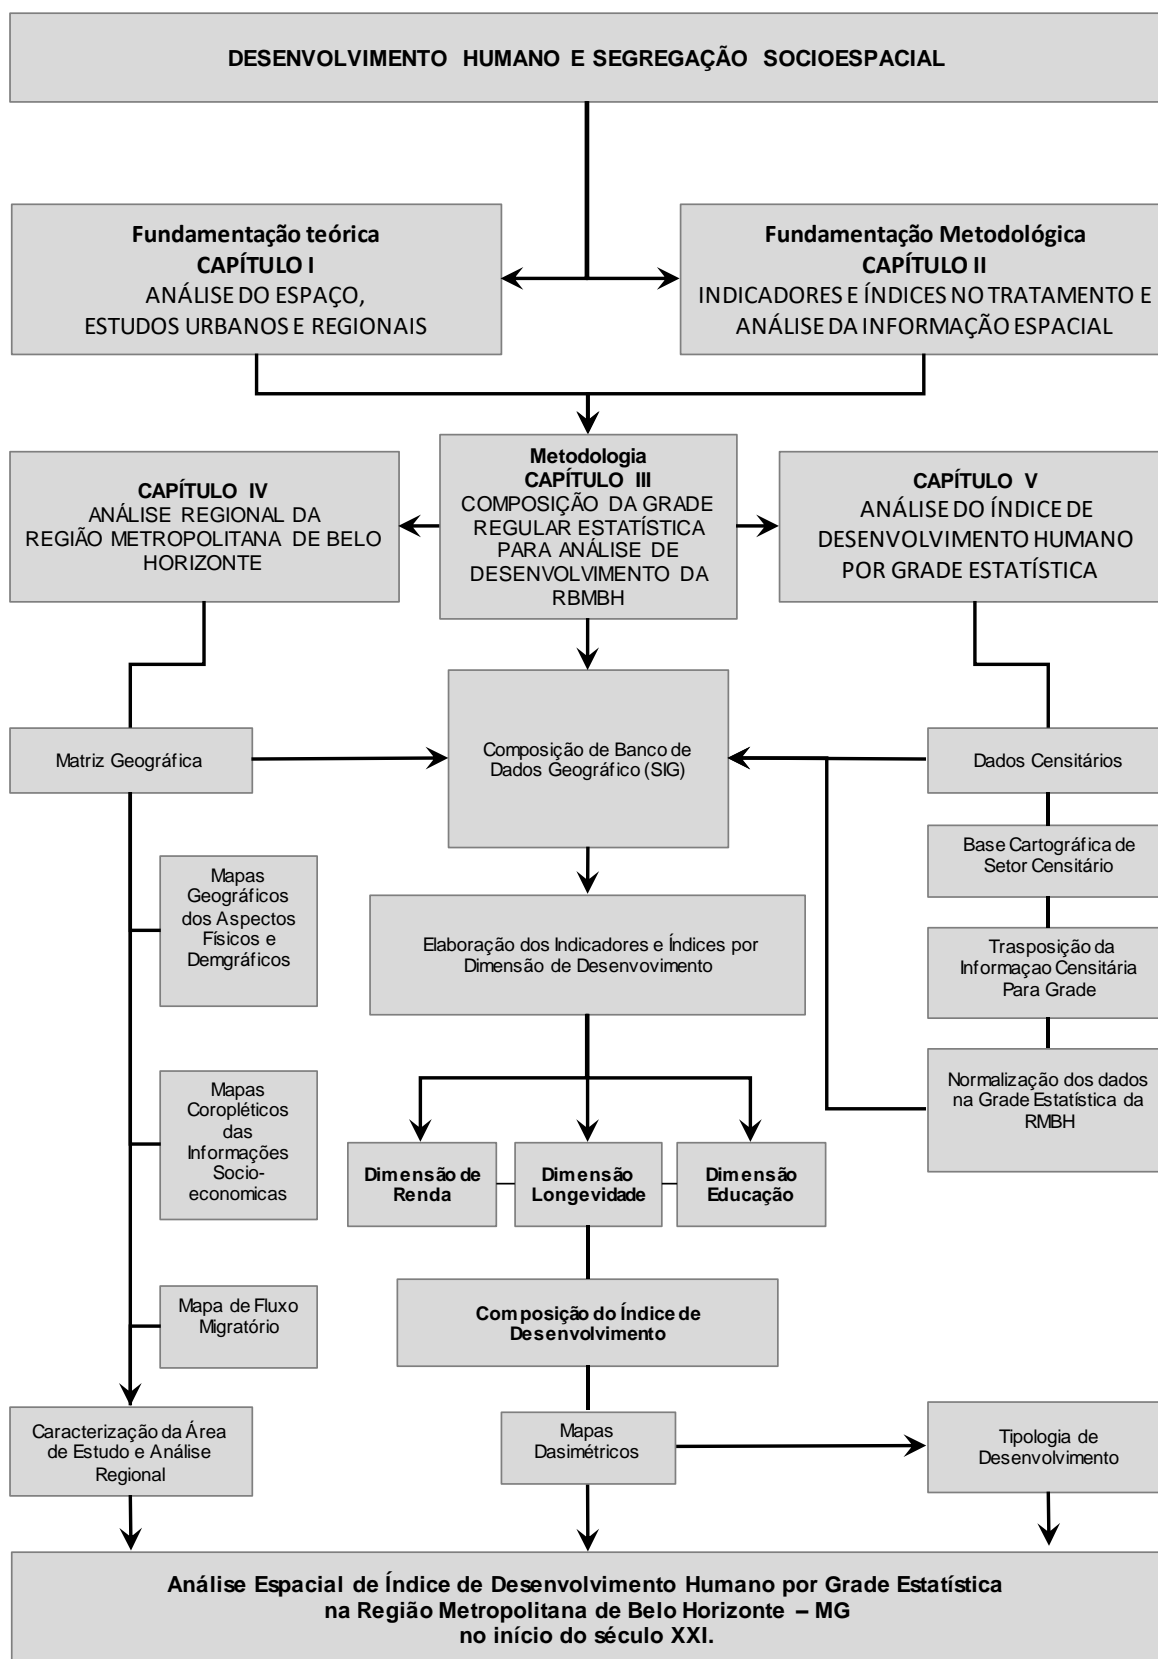 DESENVOLVIMENTO HUMANO E SEGREGAÇÃO SOCIOESPACIAL
Fundamentação teórica
CAPÍTULO I
ANÁLISE DO ESPAÇO,
ESTUDOS URBANOS E REGIONAIS
Fundamentação Metodológica
CAPÍTULO II
INDICADORES E ÍNDICES NO TRATAMENTO E
ANÁLISE DA INFORMAÇÃO ESPACIAL
CAPÍTULO IV
ANÁLISE REGIONAL DA
REGIÃO METROPOLITANA DE BELO
HORIZONTE
Metodologia
CAPÍTULO III
COMPOSIÇÃO DA GRADE
REGULAR ESTATÍSTICA
PARA ANÁLISE DE
DESENVOLVIMENTO DA
RBMBH
CAPÍTULO V
ANÁLISE DO ÍNDICE DE
DESENVOLVIMENTO HUMANO
POR GRADE ESTATÍSTICA
Matriz Geográfica
Composição de Banco de
Dados Geográfico (SIG)
Dados Censitários
Base Cartográfica de
Setor Censitário
Mapas
Geográficos
dos Aspectos
Físicos e
Demgráficos
Elaboração dos Indicadores e Índices por
Dimensão de Desenvovimento
Trasposição da
Informaçao Censitária
Para Grade
Normalização dos dados
na Grade Estatística da
RMBH
Mapas
Coropléticos
das
Informações
Socio-
economicas
Dimensão de
Renda
Dimensão
Longevidade
Dimensão
Educação
Mapa de Fluxo
Migratório
Composição do Índice de
Desenvolvimento
Caracterização da Área
de Estudo e Análise
Regional
Mapas
Dasimétricos
Tipologia de
Desenvolvimento
Análise Espacial de Índice de Desenvolvimento Humano por Grade Estatística
na Região Metropolitana de Belo Horizonte – MG
no início do século XXI.